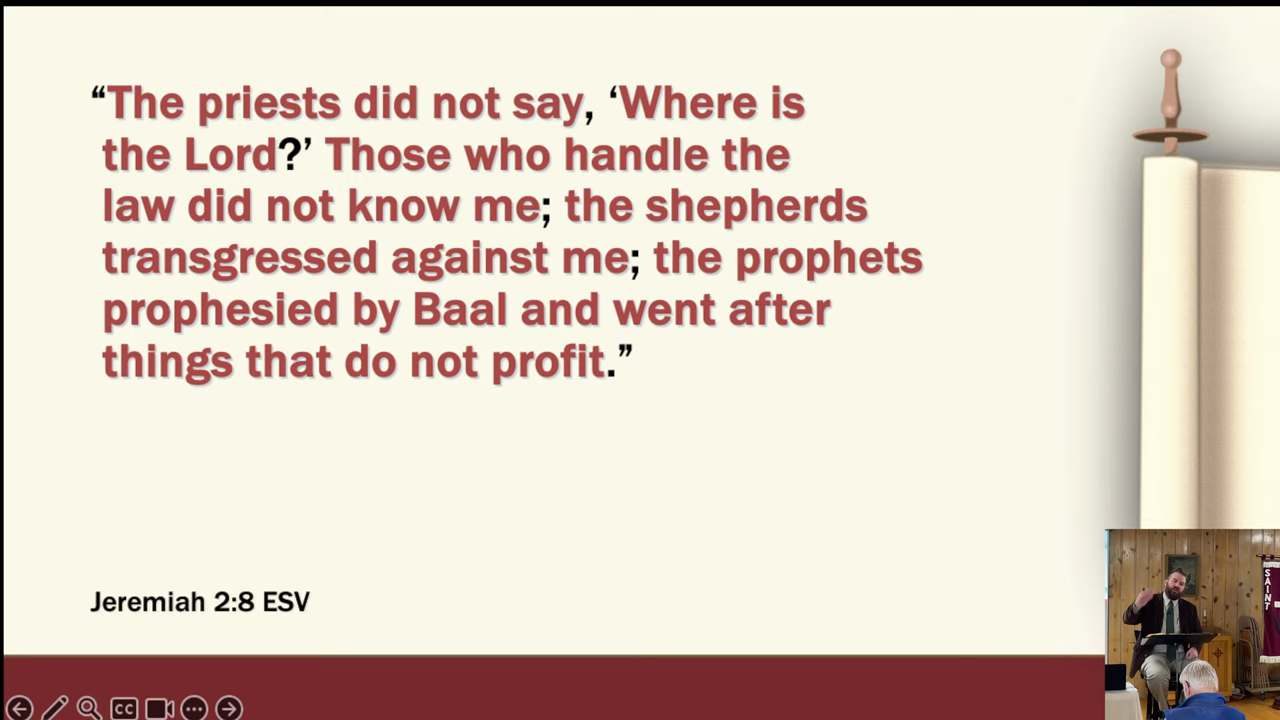 “The priests did not say, ‘Where is
the Lord?’ Those who handle the
law did not know me; the shepherds
transgressed against me; the prophets
prophesied by Baal and went after
things that do not profit.”
Jeremiah 2:8 ESV
CC
SAINT